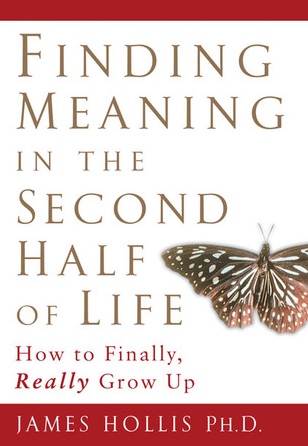 FINDING
MEANING
IN THE
SECOND
HALF
OF LIFE
How to Finally,
Really Grow Up
JAMES HOLLIS PH.D.